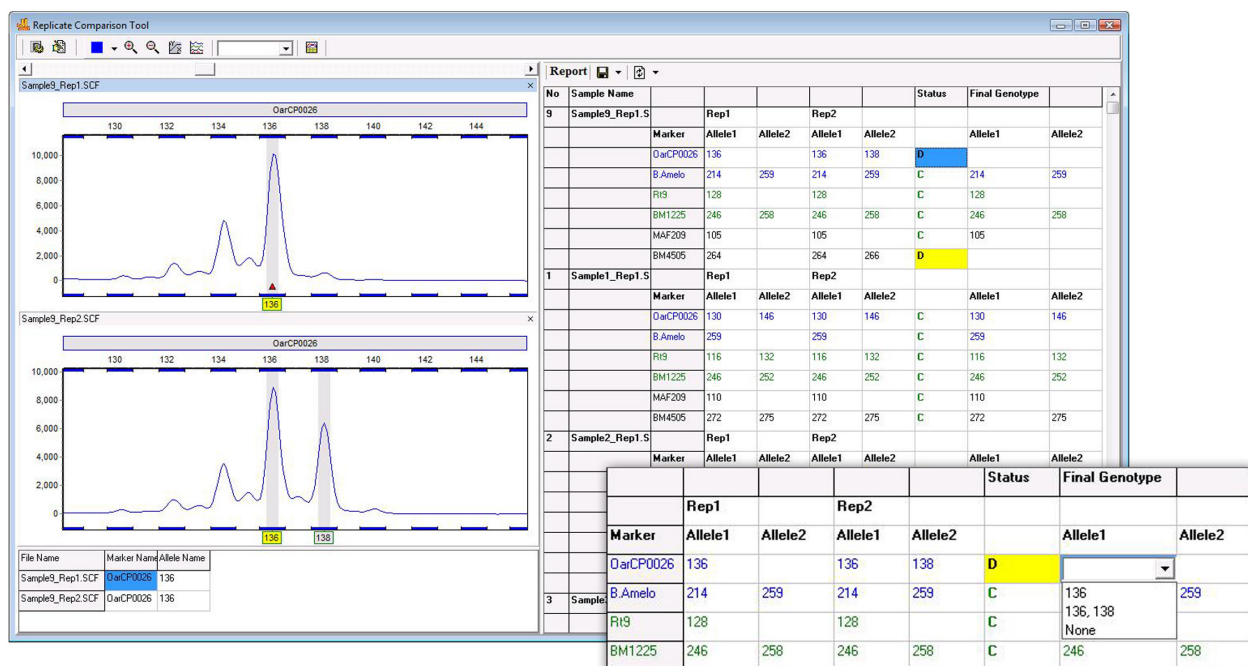 Replicate Comparison Tool
Report
Sample9_Rep1.SCF
OarCP0026
130 132 134 136 138 140 142 144
10,000
8,000
6,000
4,000
2,000
0
136
Sample9_Rep2.SCF
OarCP0026
130 132 134 136 138 140 142 144
10,000
8,000
6,000
4,000
2,000
0
136 138
File Name Marker Name Allele Name
Sample9_Rep1.SCF OarCP0026 136
Sample9_Rep2.SCF OarCP0026 136
No Sample Name Status Final Genotype
9 Sample9_Rep1.S Rep1 Rep2
Marker Allele1 Allele2 Allele1 Allele2 Allele1 Allele2
OarCP0026 136 136 138 D
B.Amelo 214 259 214 259 C 214 259
Rt9 128 128 C 128
BM1225 246 258 246 258 C 246 258
MAF209 105 105 C 105
BM4505 264 264 266 D
1 Sample1_Rep1.S Rep1 Rep2
Marker Allele1 Allele2 Allele1 Allele2 Allele1 Allele2
OarCP0026 130 146 130 146 C 130 146
B.Amelo 259 259 C 259
Rt9 116 132 116 132 C 116 132
BM1225 246 252 246 252 C 246 252
MAF209 110 110 C 110
BM4505 272 275 272 275 C 272 275
2 Sample2_Rep1.S Rep1 Rep2
Marker Allele1 Allele2 Allele1 Allele2 Allele1 Allele2
3
Status Final Genotype
Rep1 Rep2
Marker Allele1 Allele2 Allele1 Allele2 Allele1 Allele2
OarCP0026 136 136 138 D
B.Amelo 214 259 214 259 C 136 259
136, 138
Rt9 128 128 C None
BM1225 246 258 246 258 C 246 258